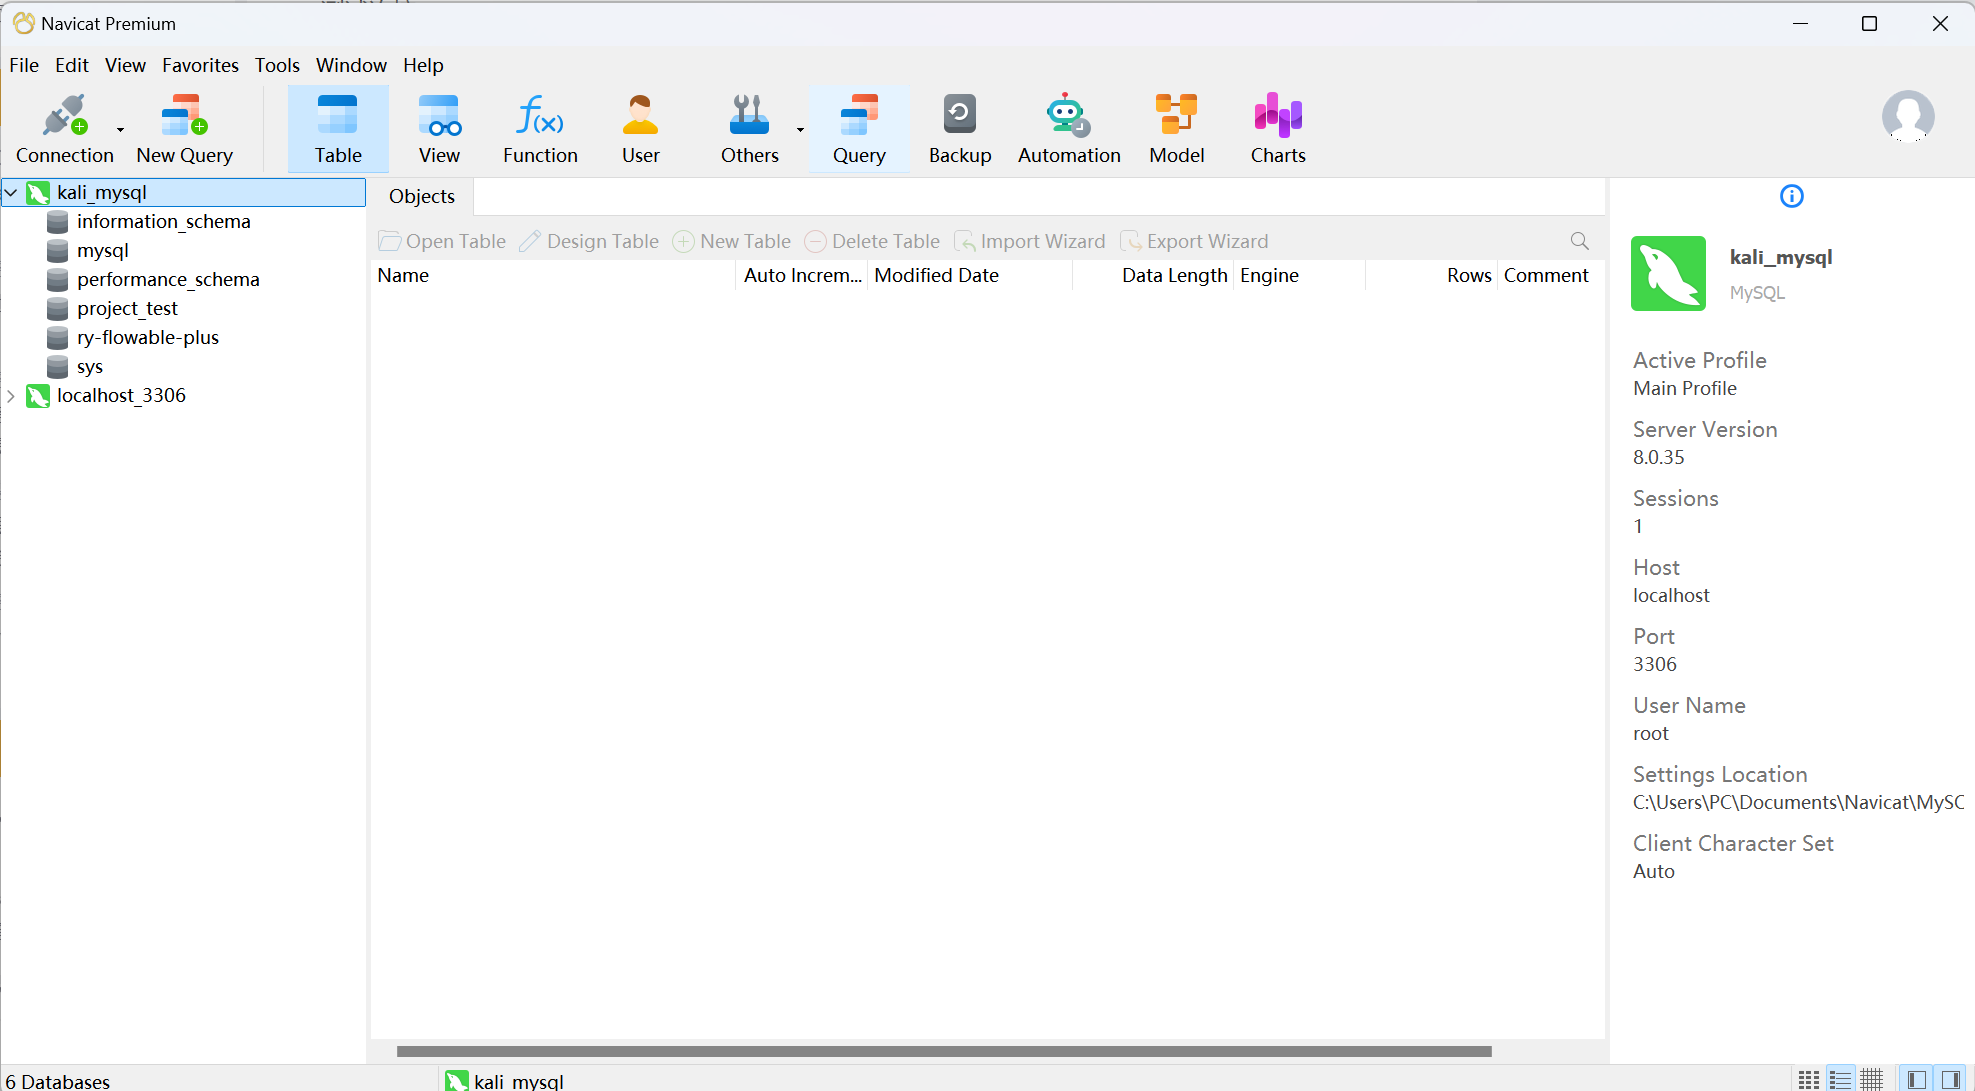 Navicat Premium
File Edit View Favorites Tools Window Help
Connection New Query Table View Function User Others Query Backup Automation Model Charts
kali_mysql
information_schema
mysql
performance_schema
project_test
ry-flowable-plus
sys
localhost_3306
Objects
Open Table Design Table New Table Delete Table Import Wizard Export Wizard
Name Auto Increm... Modified Date Data Length Engine Rows Comment
kali_mysql
MySQL
Active Profile
Main Profile
Server Version
8.0.35
Sessions
1
Host
localhost
Port
3306
User Name
root
Settings Location
C:\Users\PC\Documents\Navicat\MySQ
Client Character Set
Auto
6 Databases
kali_mysql